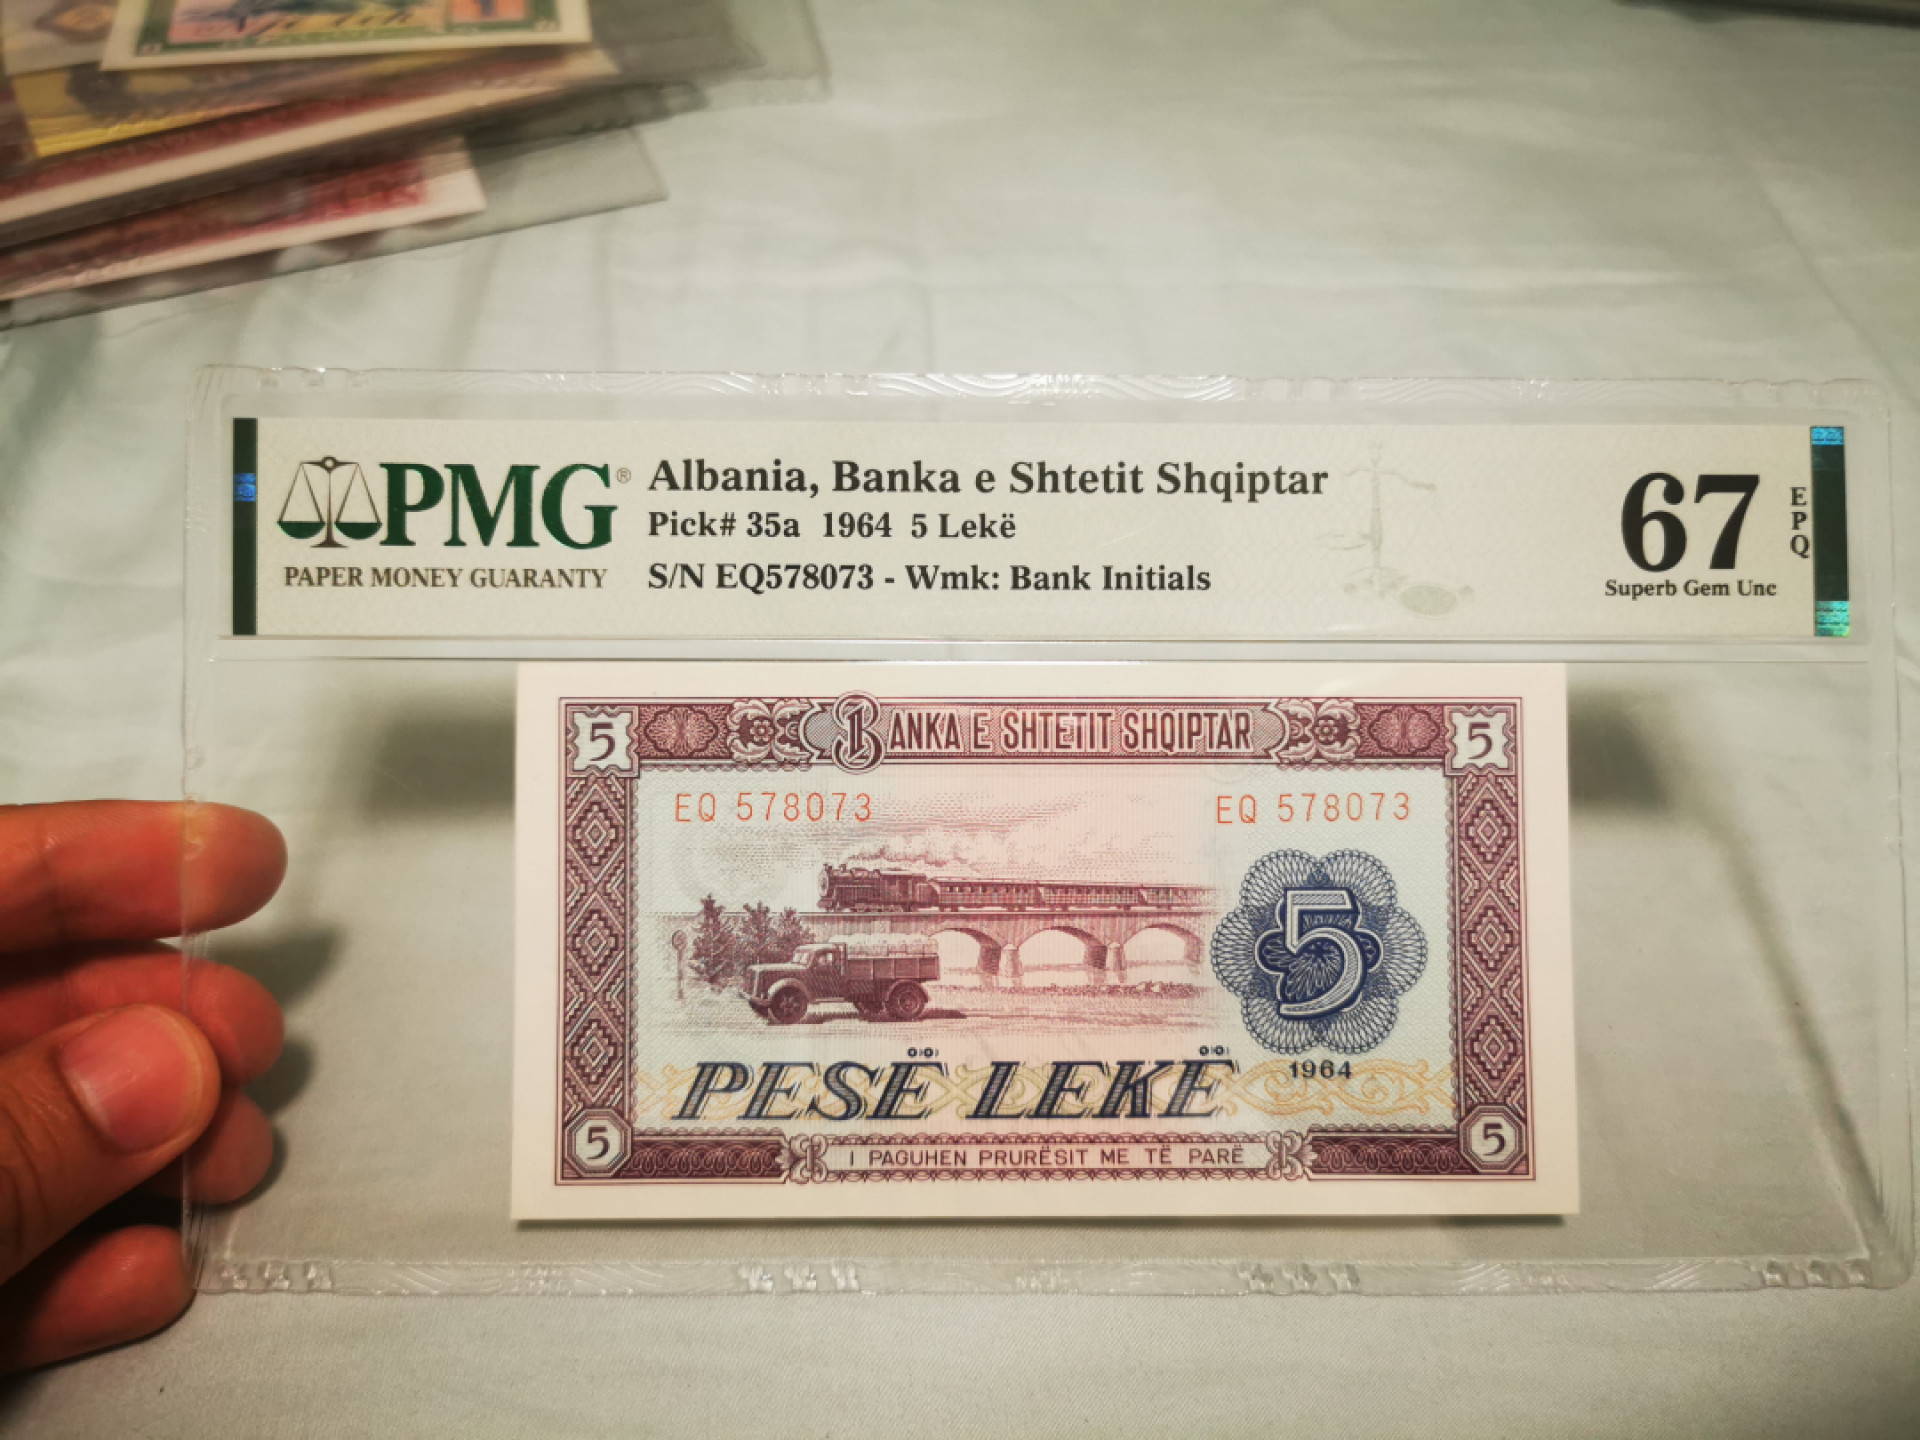 PMG®
PAPER MONEY GUARANTY
Albania, Banka e Shtetit Shqiptar
Pick# 35a 1964 5 Lekë
S/N EQ578073 - Wmk: Bank Initials
67
EPQ
Superb Gem Unc
5 BANKA E SHTETIT SHQIPTAR 5
EQ 578073 EQ 578073
5
PESË LEKË 1964
5 I PAGUHEN PRURËSIT ME TË PARË 5